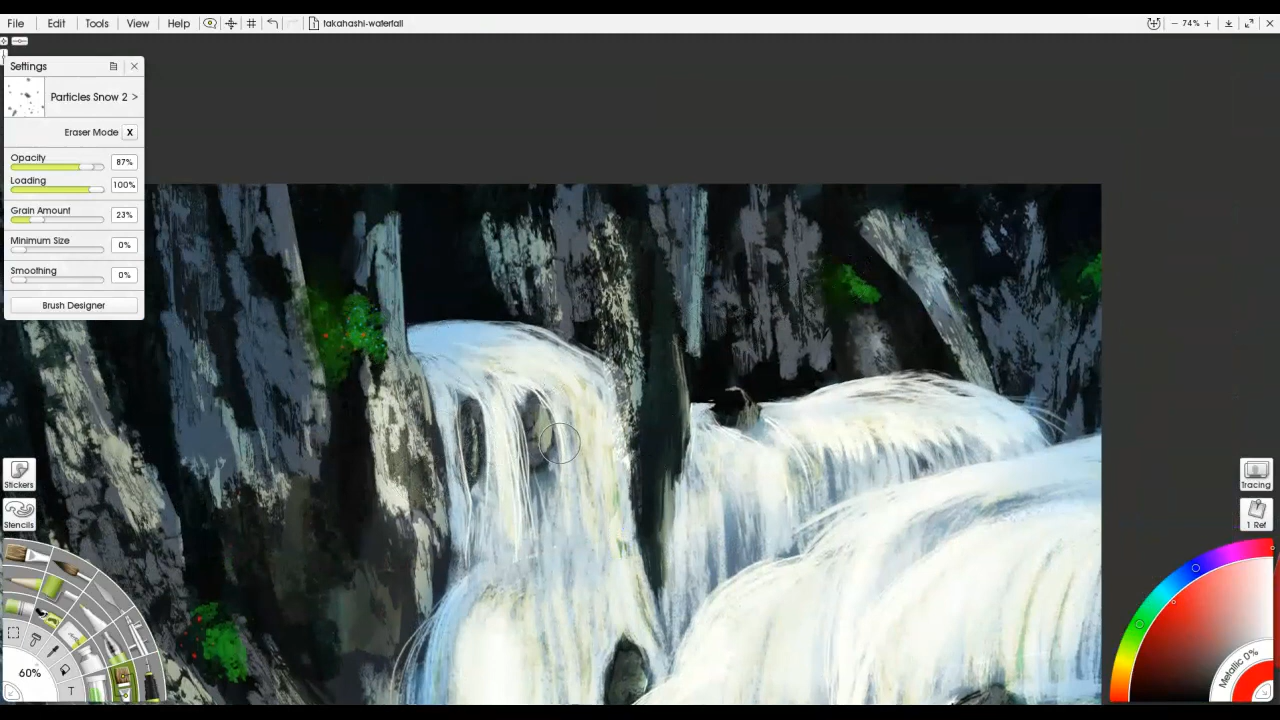 File Edit Tools View Help takahashi-waterfall 74%
Settings
Particles Snow 2 >
Eraser Mode X
Opacity 87%
Loading 100%
Grain Amount 23%
Minimum Size 0%
Smoothing 0%
Brush Designer
Stickers
Stencils
60%
T
Tracing
1 Ref
Metallic 0%